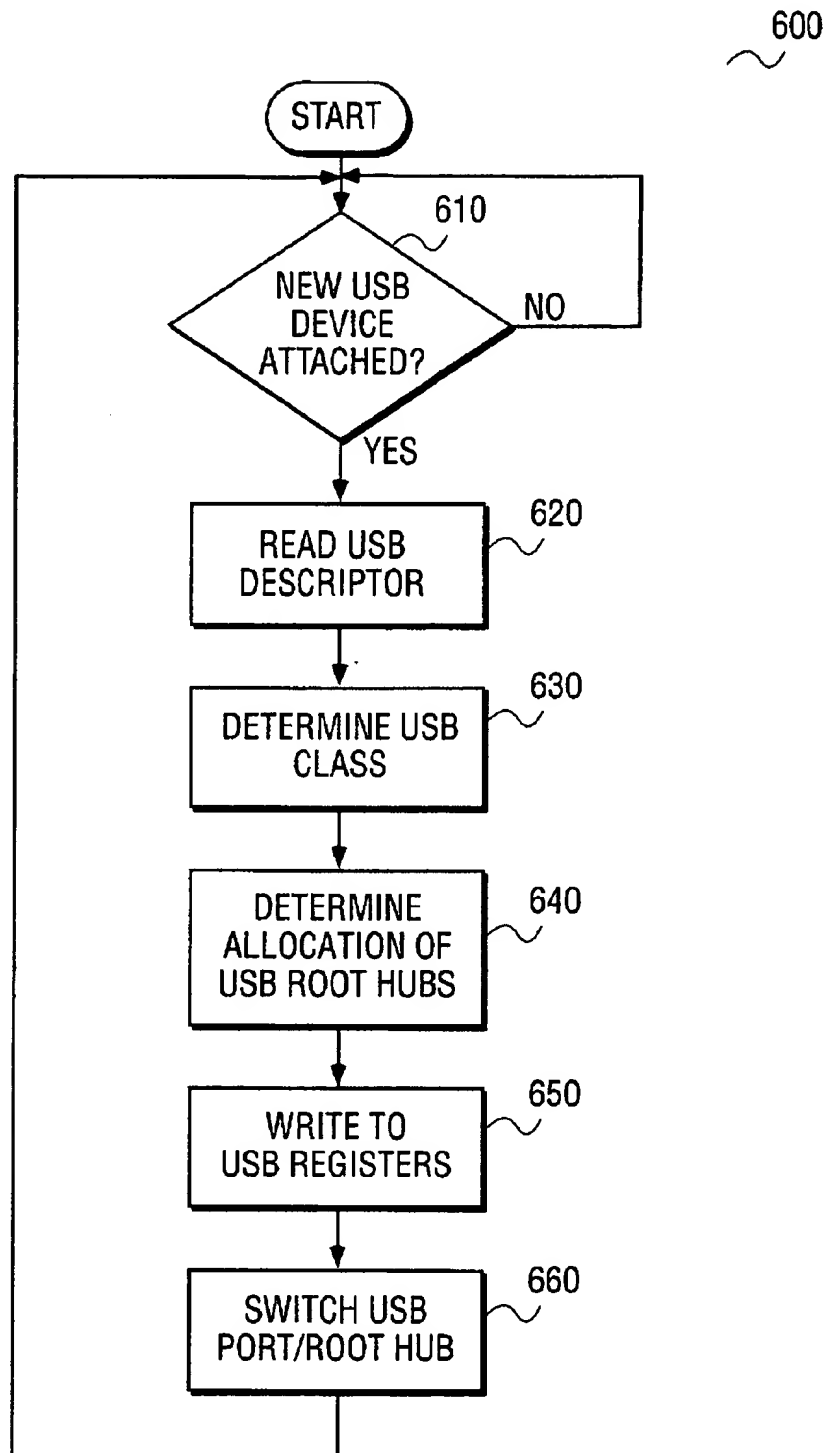 600
START
610
NEW USB
DEVICE
ATTACHED?
NO
YES
620
READ USB
DESCRIPTOR
630
DETERMINE USB
CLASS
640
DETERMINE
ALLOCATION OF
USB ROOT HUBS
650
WRITE TO
USB REGISTERS
660
SWITCH USB
PORT/ROOT HUB